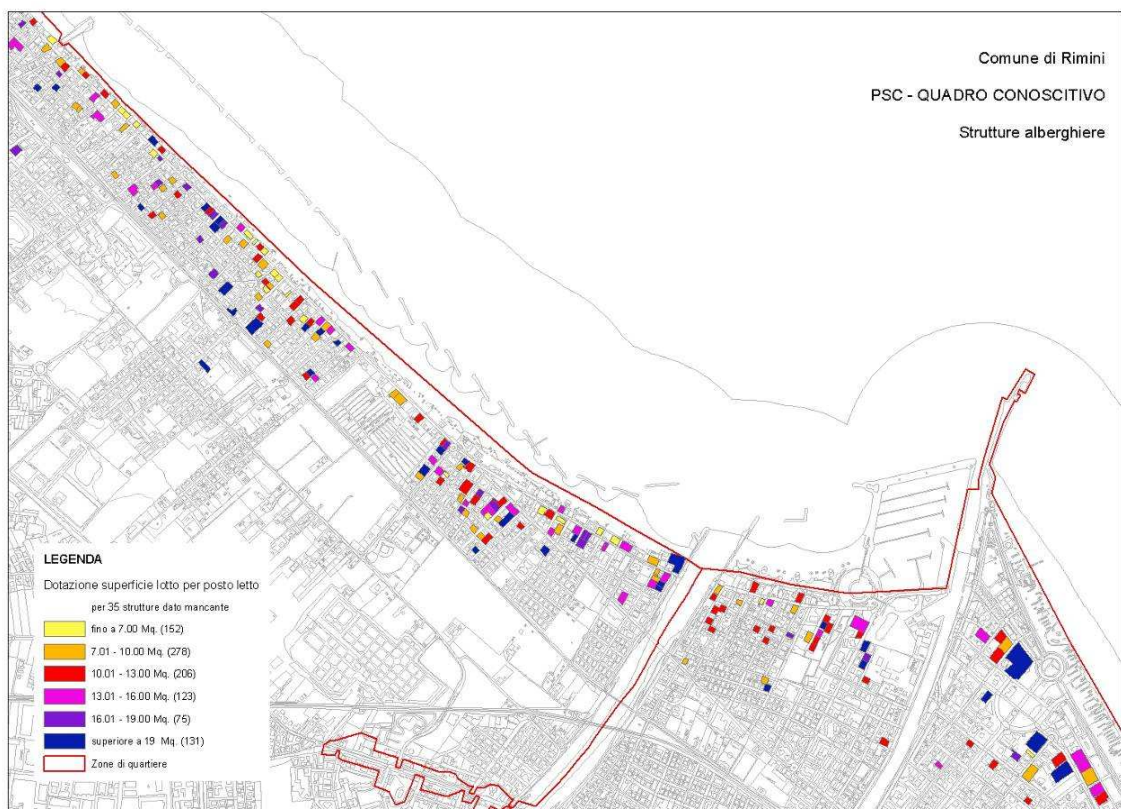 Comune di Rimini
PSC - QUADRO CONOSCITIVO
Strutture alberghiere
LEGENDA
Dotazione superficie lotto per posto letto
per 35 strutture dato mancante
fino a 7.00 Mq. (152)
7.01 - 10.00 Mq. (278)
10.01 - 13.00 Mq. (206)
13.01 - 16.00 Mq. (123)
16.01 - 19.00 Mq. (75)
superiore a 19 Mq. (131)
Zone di quartiere